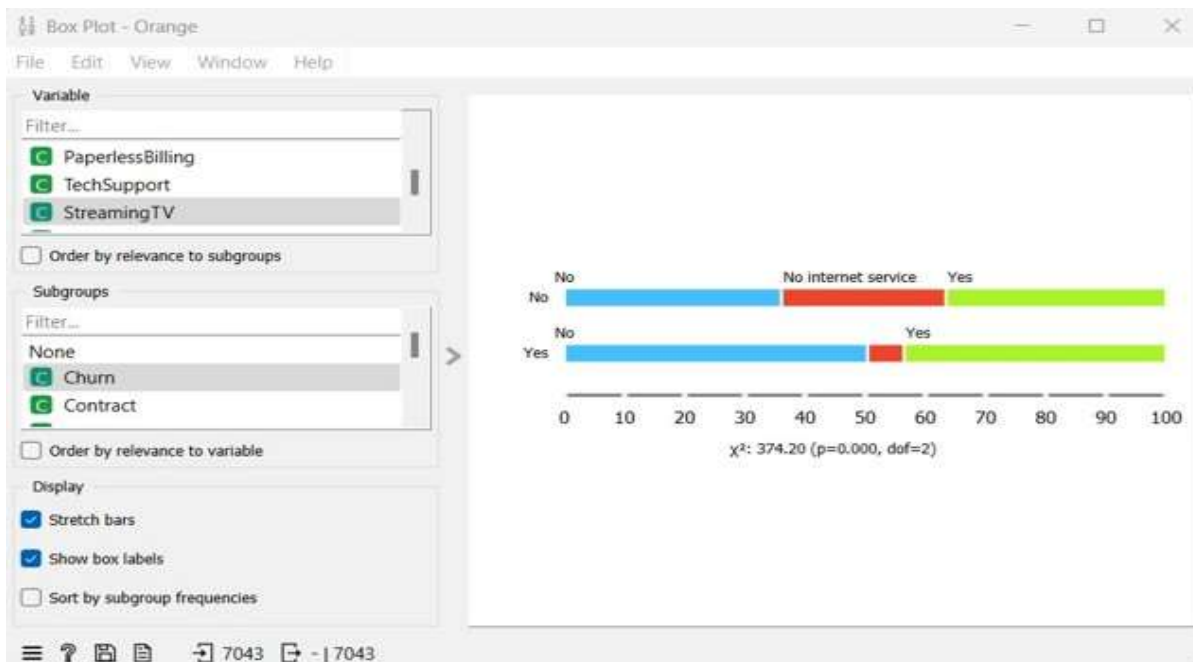 Box Plot - Orange
File Edit View Window Help
Variable
Filter...
C PaperlessBilling
C TechSupport
C StreamingTV
Order by relevance to subgroups
Subgroups
Filter...
None
C Churn
C Contract
Order by relevance to variable
Display
Stretch bars
Show box labels
Sort by subgroup frequencies
7043 - | 7043
No No internet service Yes
No
No Yes
Yes
0 10 20 30 40 50 60 70 80 90 100
χ²: 374.20 (p=0.000, dof=2)